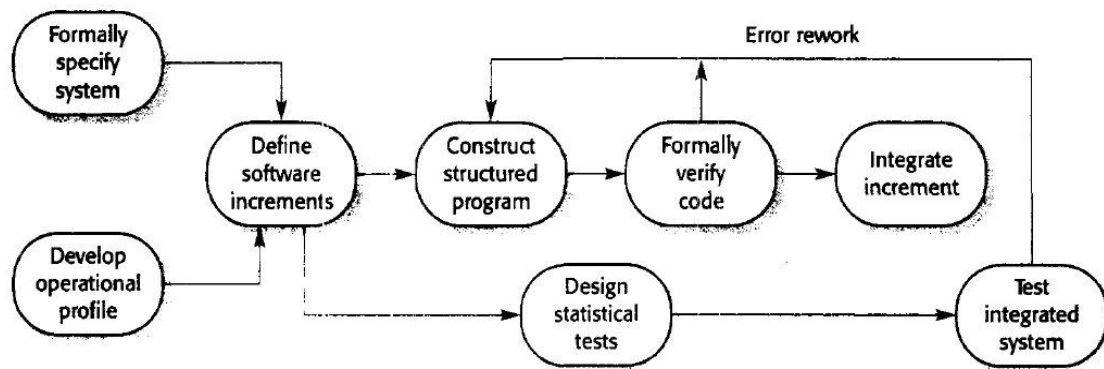 Formally
specify
system
Error rework
Define
software
increments
Construct
structured
program
Formally
verify
code
Integrate
increment
Develop
operational
profile
Design
statistical
tests
Test
integrated
system